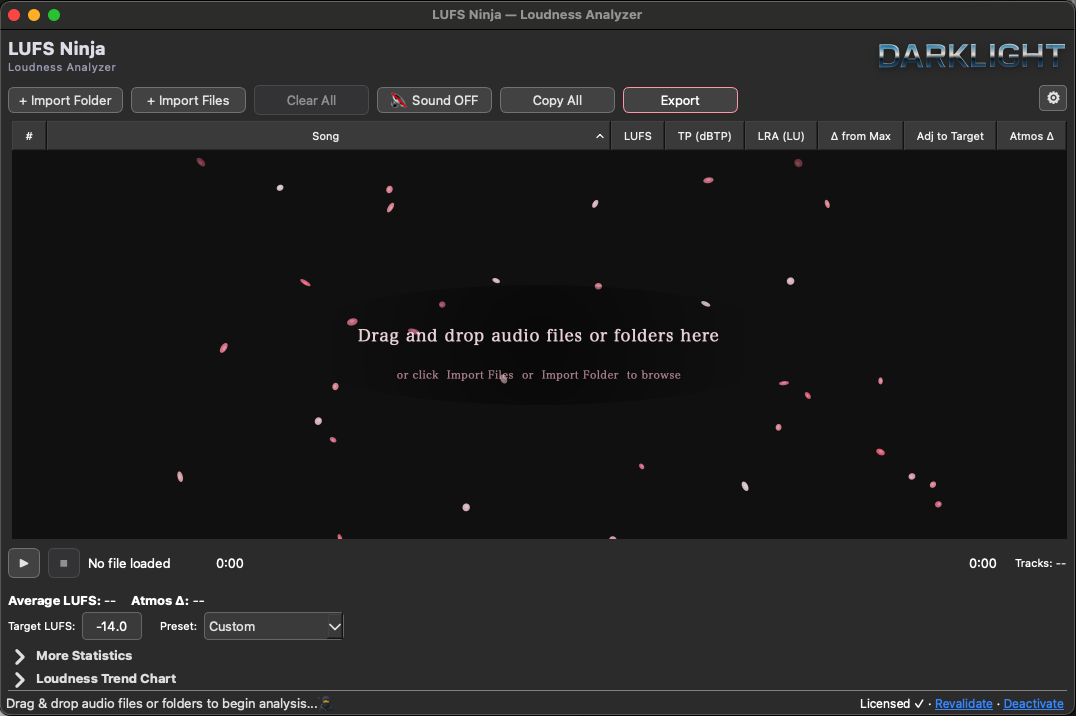 LUFS Ninja — Loudness Analyzer
LUFS Ninja
Loudness Analyzer
DARKLIGHT
+ Import Folder + Import Files Clear All Sound OFF Copy All Export
# Song LUFS TP (dBTP) LRA (LU) Δ from Max Adj to Target Atmos Δ
Drag and drop audio files or folders here
or click Import Files or Import Folder to browse
No file loaded 0:00 0:00 Tracks: --
Average LUFS: -- Atmos Δ: --
Target LUFS: -14.0 Preset: Custom
More Statistics
Loudness Trend Chart
Drag & drop audio files or folders to begin analysis... Licensed ✓ · Revalidate · Deactivate